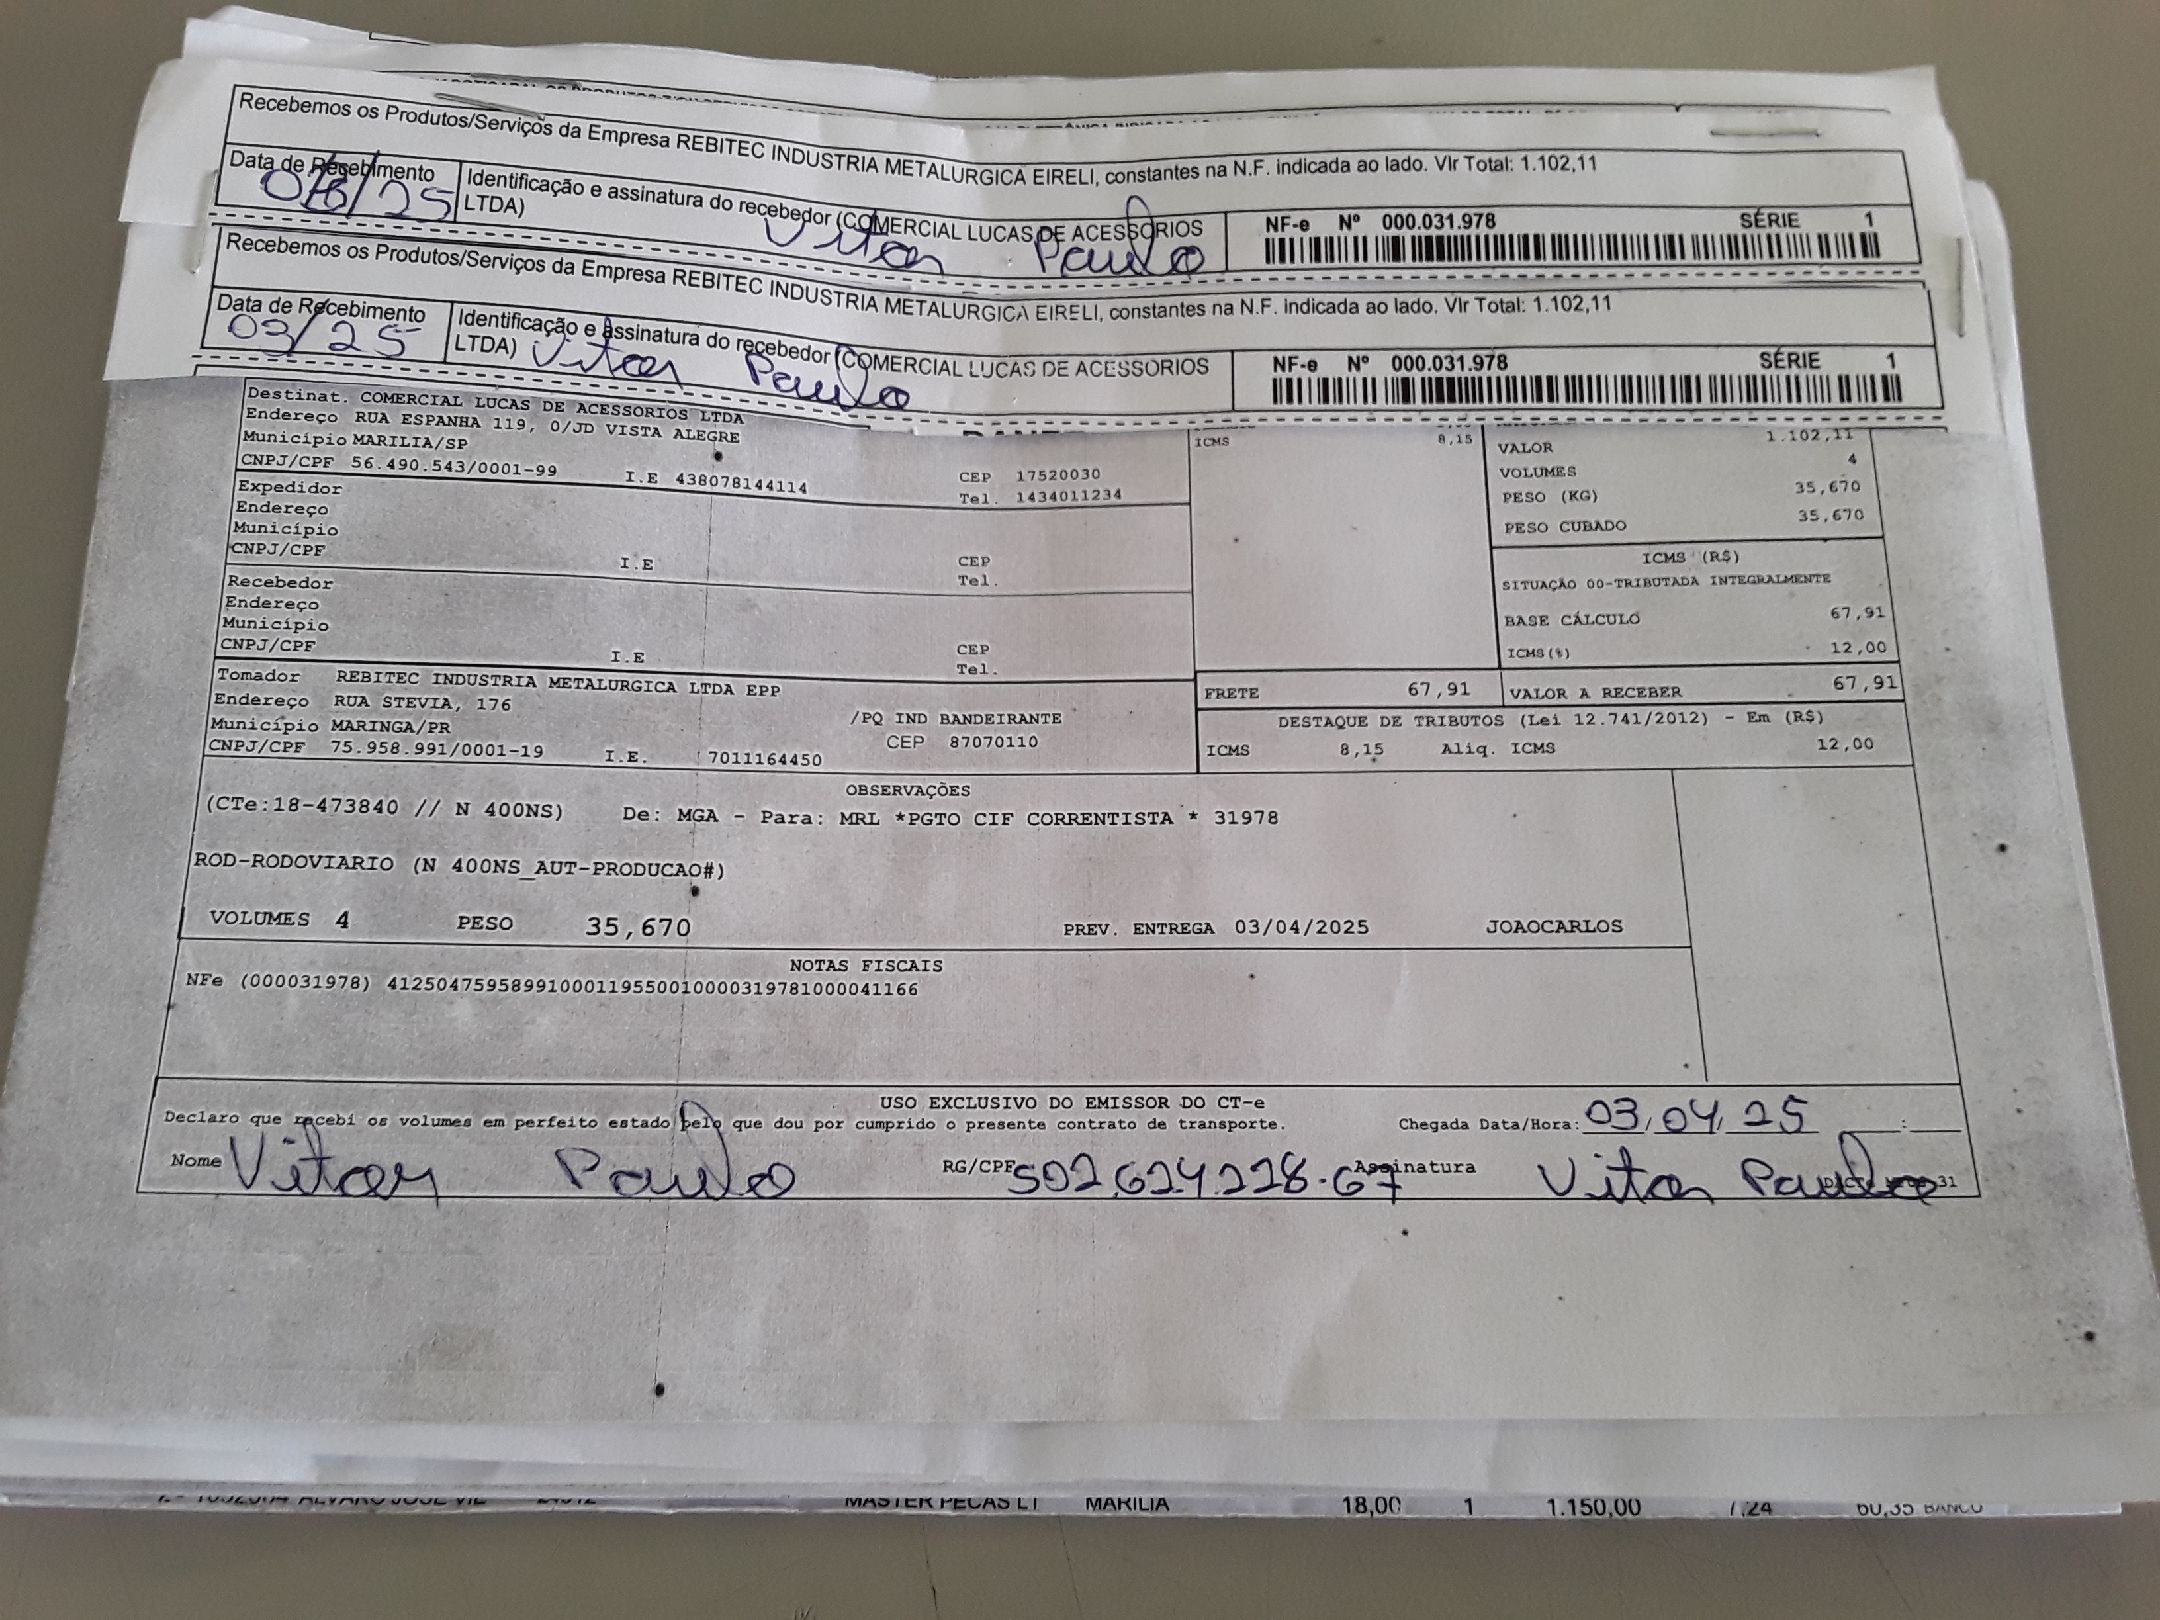 Recebemos os Produtos/Serviços da Empresa REBITEC INDUSTRIA METALURGICA EIRELI, constantes na N.F. indicada ao lado. Vlr Total: 1.102,11
Data de Recebimento
Identificação e assinatura do recebedor (COMERCIAL LUCAS DE ACESSORIOS LTDA)
Vitor Paulo
NF-e Nº 000.031.978 SÉRIE 1
Recebemos os Produtos/Serviços da Empresa REBITEC INDUSTRIA METALURGICA EIRELI, constantes na N.F. indicada ao lado. Vlr Total: 1.102,11
Data de Recebimento
03/25
Identificação e assinatura do recebedor (COMERCIAL LUCAS DE ACESSORIOS LTDA)
Vitor Paulo
NF-e Nº 000.031.978 SÉRIE 1
Destinat. COMERCIAL LUCAS DE ACESSORIOS LTDA
Endereço RUA ESPANHA 119, 0/JD VISTA ALEGRE
Município MARILIA/SP
CNPJ/CPF 56.490.543/0001-99 I.E 438078144114
CEP 17520030
Tel. 1434011234
Expedidor
Endereço
Município
CNPJ/CPF I.E CEP
Tel.
Recebedor
Endereço
Município
CNPJ/CPF I.E CEP
Tel.
Tomador REBITEC INDUSTRIA METALURGICA LTDA EPP
Endereço RUA STEVIA, 176 /PQ IND BANDEIRANTE
Município MARINGA/PR CEP 87070110
CNPJ/CPF 75.958.991/0001-19 I.E. 7011164450
ICMS 8,15
VALOR 1.102,11
VOLUMES 4
PESO (KG) 35,670
PESO CUBADO 35,670
ICMS (R$)
SITUAÇÃO 00-TRIBUTADA INTEGRALMENTE
BASE CÁLCULO 67,91
ICMS(%) 12,00
FRETE 67,91 VALOR A RECEBER 67,91
DESTAQUE DE TRIBUTOS (Lei 12.741/2012) - Em (R$)
ICMS 8,15 Aliq. ICMS 12,00
OBSERVAÇÕES
(CTe:18-473840 // N 400NS) De: MGA - Para: MRL *PGTO CIF CORRENTISTA * 31978
ROD-RODOVIARIO (N 400NS_AUT-PRODUCAO#)
VOLUMES 4 PESO 35,670 PREV. ENTREGA 03/04/2025 JOAOCARLOS
NOTAS FISCAIS
NFe (000031978) 41250475958991000119550010000319781000041166
USO EXCLUSIVO DO EMISSOR DO CT-e
Declaro que recebi os volumes em perfeito estado pelo que dou por cumprido o presente contrato de transporte. Chegada Data/Hora: 03/04/25 __:__
Nome Vitor Paulo RG/CPF 502.624.228-67 Assinatura Vitor Paulo
MASTER PECAS LT MARILIA 18,00 1 1.150,00 7,24 60,35 BANCO